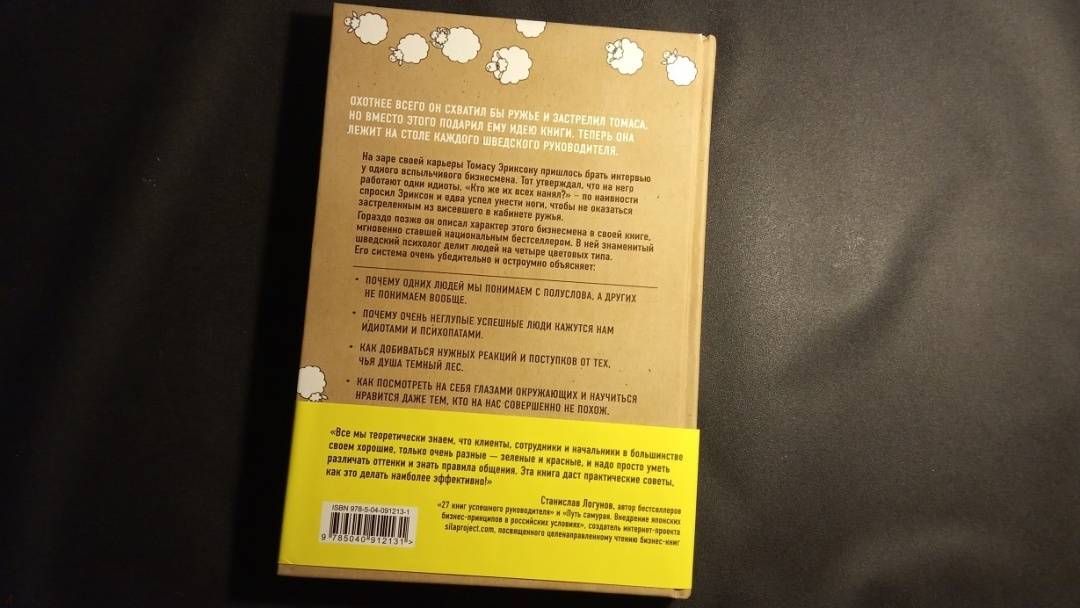 ОХОТНЕЕ ВСЕГО ОН СХВАТИЛ БЫ РУЖЬЕ И ЗАСТРЕЛИЛ ТОМАСА,
НО ВМЕСТО ЭТОГО ПОДАРИЛ ЕМУ ИДЕЮ КНИГИ. ТЕПЕРЬ ОНА
ЛЕЖИТ НА СТОЛЕ КАЖДОГО ШВЕДСКОГО РУКОВОДИТЕЛЯ.
На заре своей карьеры Томасу Эриксону пришлось брать интервью
у одного вспыльчивого бизнесмена. Тот утверждал, что на него
работают одни идиоты. «Кто же их всех нанял?» – по наивности
спросил Эриксон и едва успел унести ноги, чтобы не оказаться
застреленным из висевшего в кабинете ружья.
Гораздо позже он описал характер этого бизнесмена в своей книге,
мгновенно ставшей национальным бестселлером. В ней знаменитый
шведский психолог делит людей на четыре цветовых типа.
Его система очень убедительно и остроумно объясняет:
• ПОЧЕМУ ОДНИХ ЛЮДЕЙ МЫ ПОНИМАЕМ С ПОЛУСЛОВА, А ДРУГИХ
НЕ ПОНИМАЕМ ВООБЩЕ.
• ПОЧЕМУ ОЧЕНЬ НЕГЛУПЫЕ УСПЕШНЫЕ ЛЮДИ КАЖУТСЯ НАМ
ИДИОТАМИ И ПСИХОПАТАМИ.
• КАК ДОБИВАТЬСЯ НУЖНЫХ РЕАКЦИЙ И ПОСТУПКОВ ОТ ТЕХ,
ЧЬЯ ДУША ТЕМНЫЙ ЛЕС.
• КАК ПОСМОТРЕТЬ НА СЕБЯ ГЛАЗАМИ ОКРУЖАЮЩИХ И НАУЧИТЬСЯ
НРАВИТСЯ ДАЖЕ ТЕМ, КТО НА НАС СОВЕРШЕННО НЕ ПОХОЖ.
«Все мы теоретически знаем, что клиенты, сотрудники и начальники в большинстве
своем хорошие, только очень разные — зеленые и красные, и надо просто уметь
различать оттенки и знать правила общения. Эта книга даст практические советы,
как это делать наиболее эффективно!»
Станислав Логунов, автор бестселлеров
«27 книг успешного руководителя» и «Путь самурая. Внедрение японских
бизнес-принципов в российских условиях», создатель интернет-проекта
silaproject.com, посвященного целенаправленному чтению бизнес-книг
ISBN 978-5-04-091213-1
9 785040 912131 >